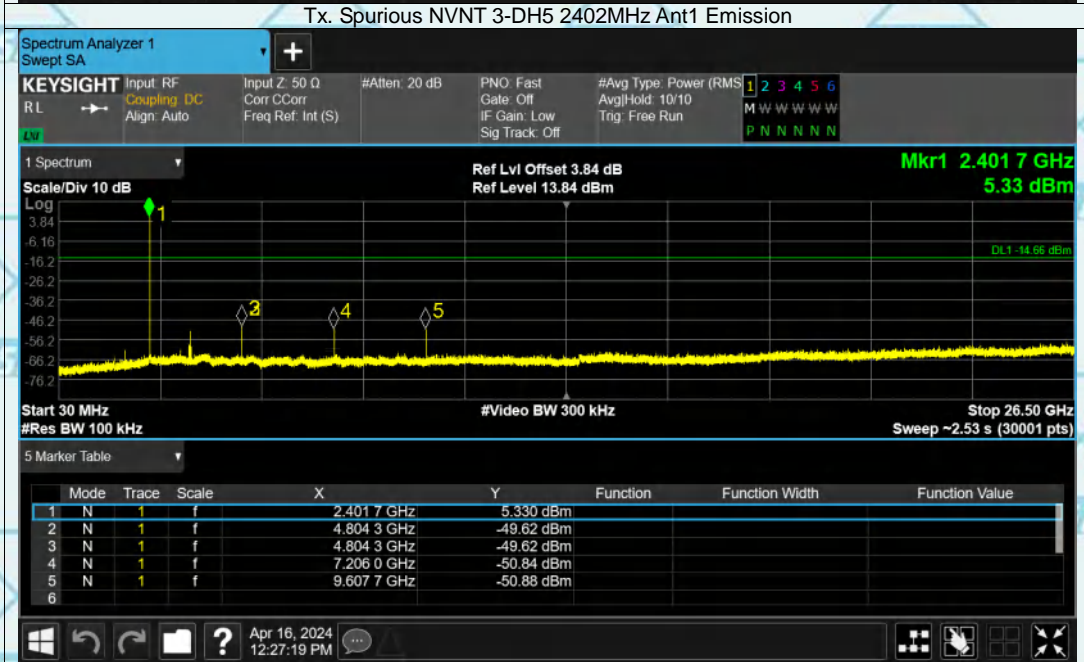 Tx. Spurious NVNT 3-DH5 2402MHz Ant1 Emission
Spectrum Analyzer 1
Swept SA
+
KEYSIGHT Input: RF Input Z: 50 Ω #Atten: 20 dB PNO: Fast #Avg Type: Power (RMS 1 2 3 4 5 6
RL Coupling: DC Corr CCorr Gate: Off Avg|Hold: 10/10 M W W W W W
Align: Auto Freq Ref: Int (S) IF Gain: Low Trig: Free Run
LXI Sig Track: Off P N N N N N
1 Spectrum Ref Lvl Offset 3.84 dB Mkr1 2.401 7 GHz
Scale/Div 10 dB Ref Level 13.84 dBm 5.33 dBm
Log
1
3.84
-6.16
DL1 -14.66 dBm
-16.2
-26.2
-36.2
3 4 5
-46.2
-56.2
-66.2
-76.2
Start 30 MHz #Video BW 300 kHz Stop 26.50 GHz
#Res BW 100 kHz Sweep ~2.53 s (30001 pts)
5 Marker Table
Mode Trace Scale X Y Function Function Width Function Value
1 N 1 f 2.401 7 GHz 5.330 dBm
2 N 1 f 4.804 3 GHz -49.62 dBm
3 N 1 f 4.804 3 GHz -49.62 dBm
4 N 1 f 7.206 0 GHz -50.84 dBm
5 N 1 f 9.607 7 GHz -50.88 dBm
6
? Apr 16, 2024
12:27:19 PM